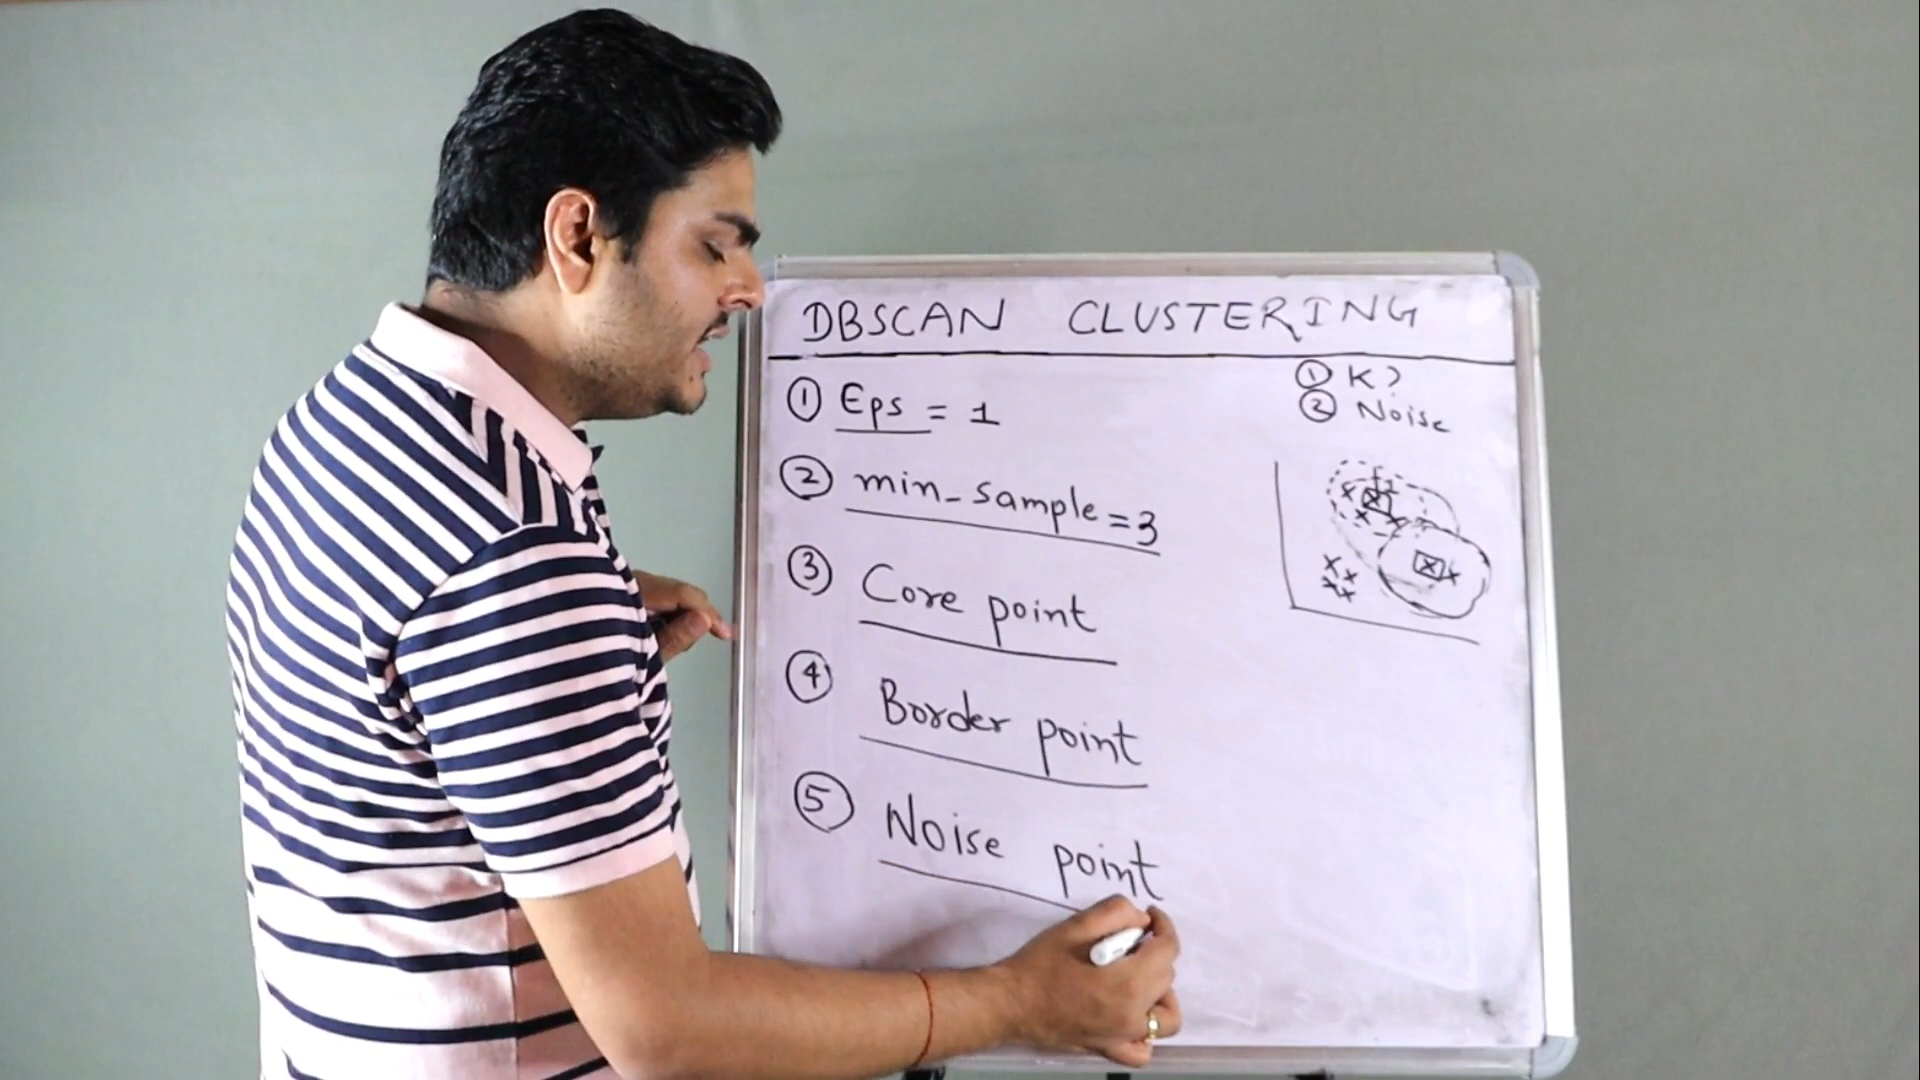 DBSCAN CLUSTERING
① Eps = 1
② min_sample=3
③ Core point
④ Border point
⑤ Noise point
① K?
② Noise